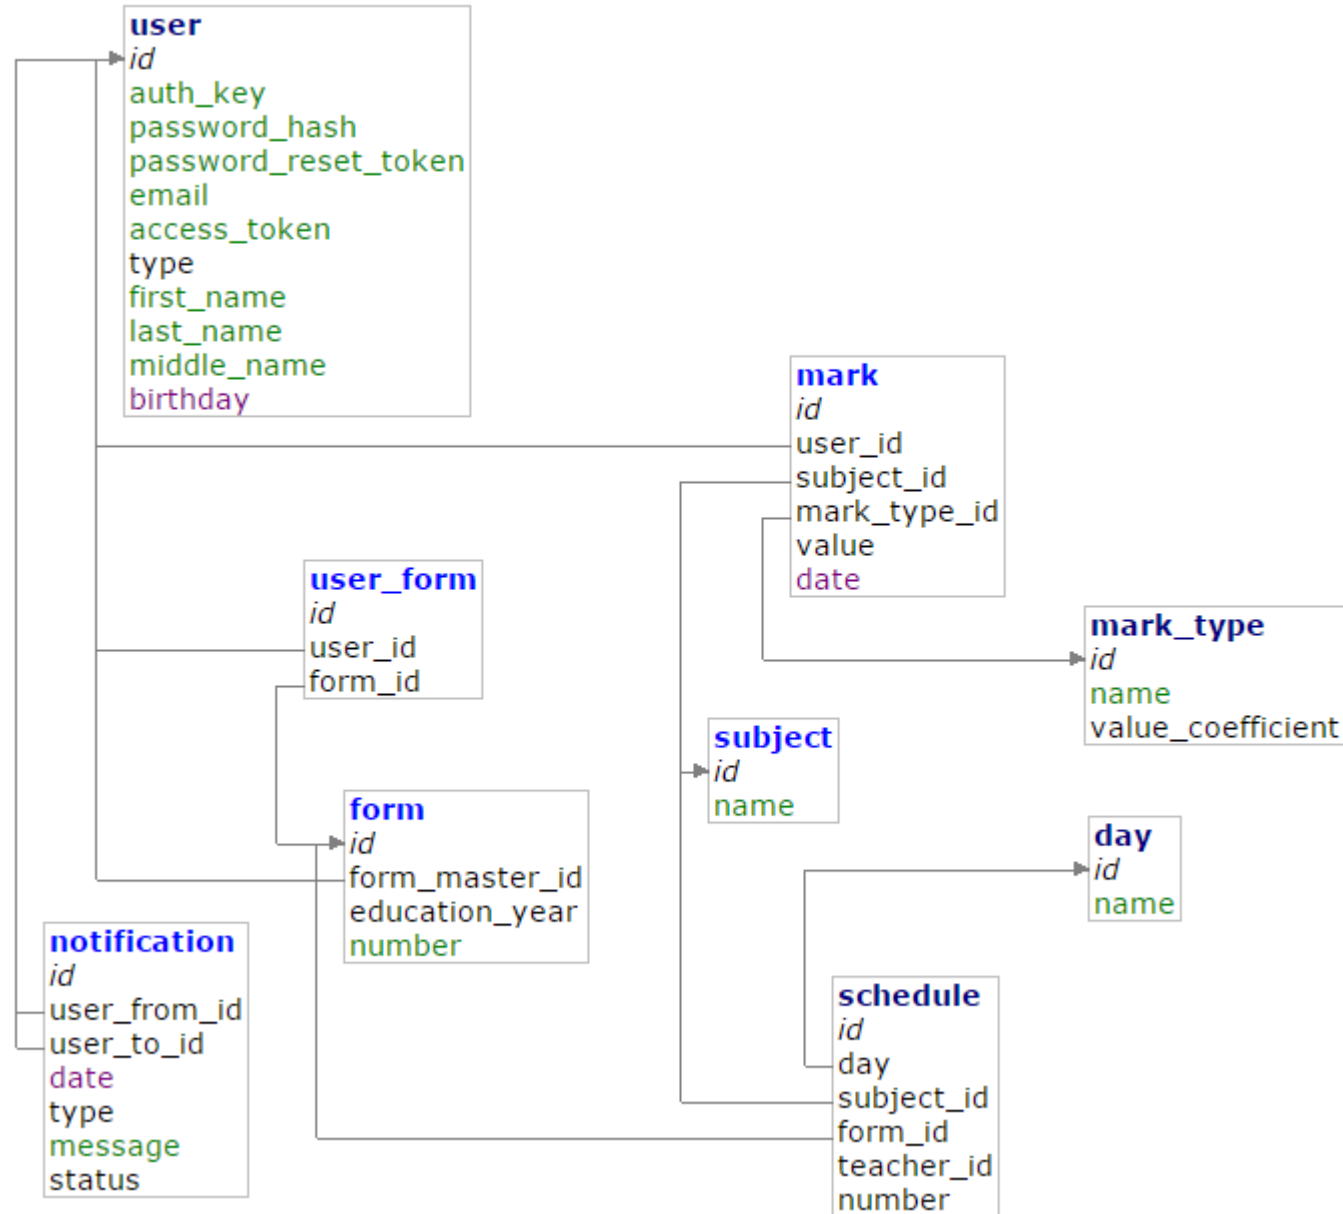 user
id
auth_key
password_hash
password_reset_token
email
access_token
type
first_name
last_name
middle_name
birthday
mark
id
user_id
subject_id
mark_type_id
value
date
user_form
id
user_id
form_id
mark_type
id
name
value_coefficient
subject
id
name
form
id
form_master_id
education_year
number
day
id
name
notification
id
user_from_id
user_to_id
date
type
message
status
schedule
id
day
subject_id
form_id
teacher_id
number